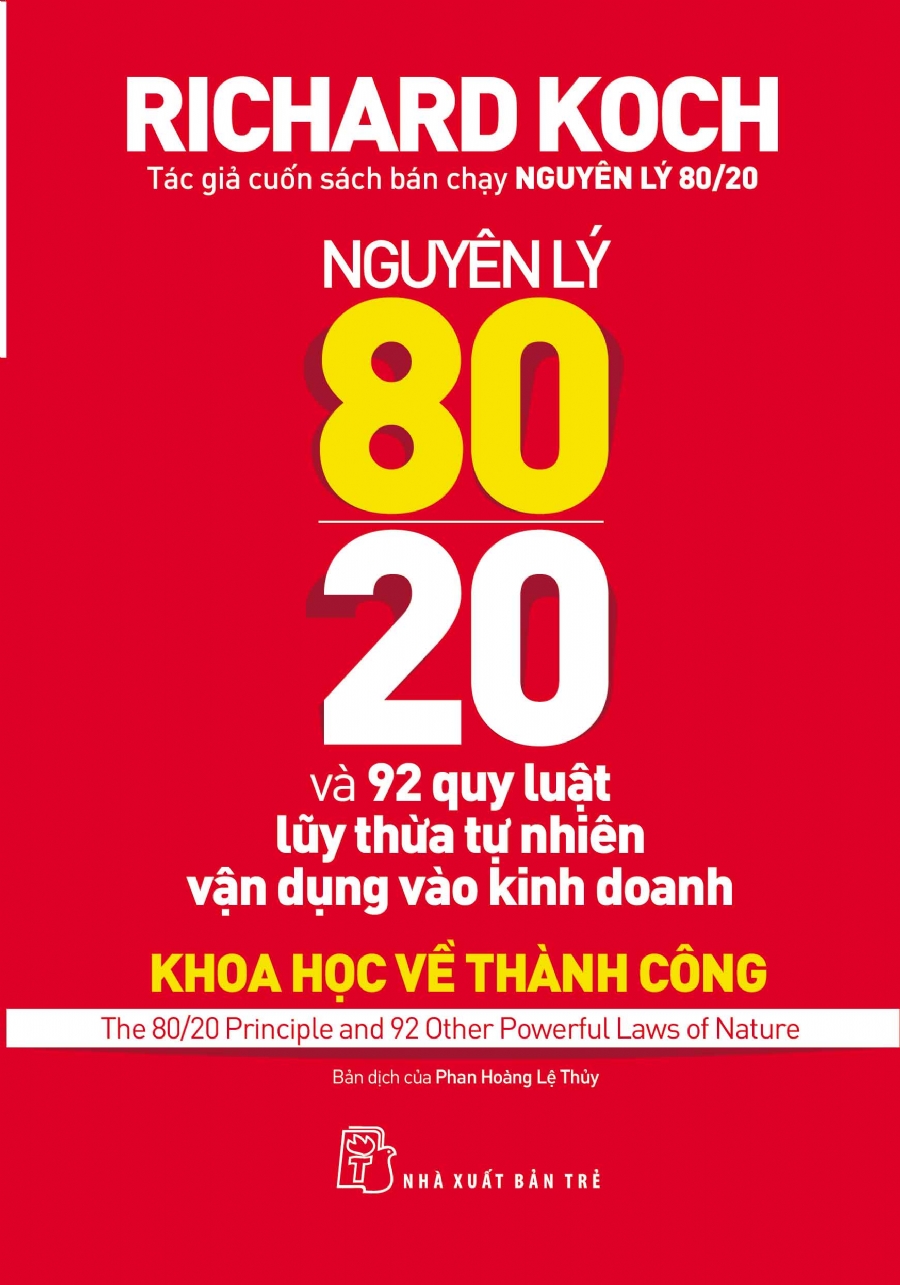 RICHARD KOCH
Tác giả cuốn sách bán chạy NGUYÊN LÝ 80/20
NGUYÊN LÝ
80
20
và 92 quy luật
lũy thừa tự nhiên
vận dụng vào kinh doanh
KHOA HỌC VỀ THÀNH CÔNG
The 80/20 Principle and 92 Other Powerful Laws of Nature
Bản dịch của Phan Hoàng Lệ Thủy
T
NHÀ XUẤT BẢN TRẺ